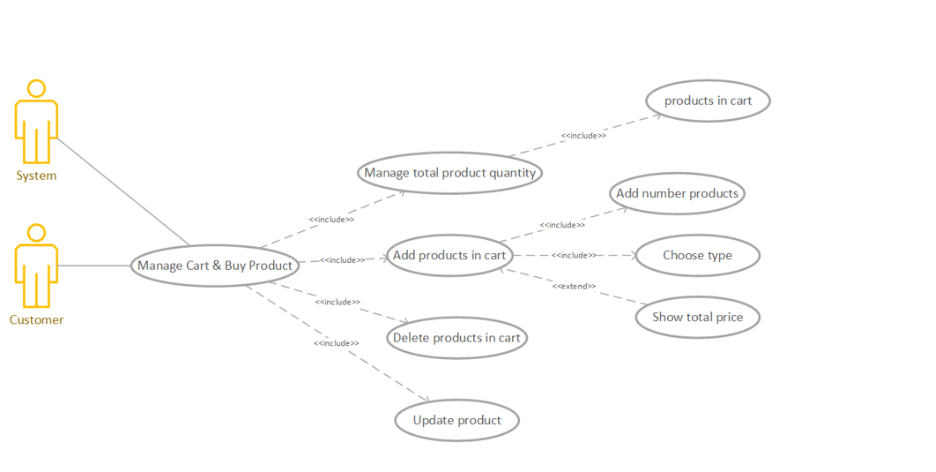 products in cart
<<include>>
Manage total product quantity
System
Add number products
<<include>>
<<include>>
Manage Cart & Buy Product
<<include>>
Add products in cart
<<include>>
Choose type
<<extend>>
Show total price
Customer
<<include>>
Delete products in cart
<<include>>
Update product